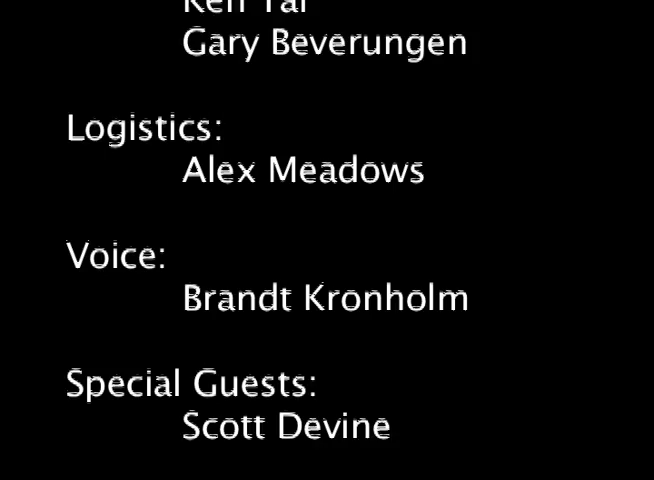 Gary Beverungen
Logistics:
Alex Meadows
Voice:
Brandt Kronholm
Special Guests:
Scott Devine